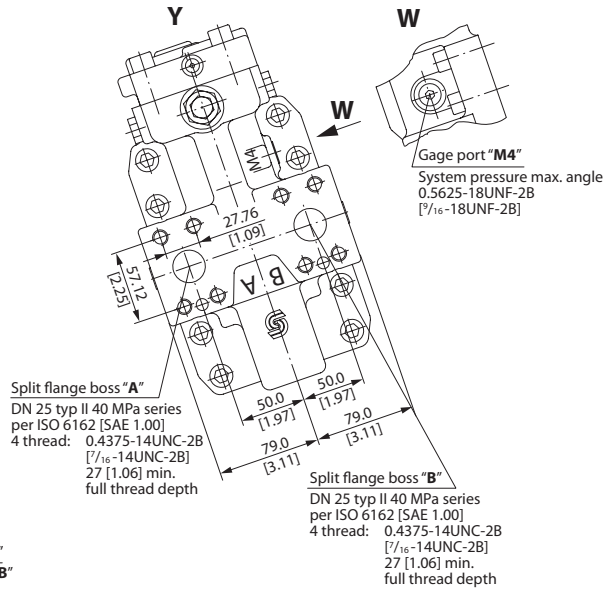 Y
W
W
Gage port "M4"
System pressure max. angle
0.5625-18UNF-2B
[9/16-18UNF-2B]
M4
27.76
[1.09]
57.12
[2.25]
B A
50.0
[1.97]
50.0
[1.97]
79.0
[3.11]
79.0
[3.11]
Split flange boss "A"
DN 25 typ II 40 MPa series
per ISO 6162 [SAE 1.00]
4 thread: 0.4375-14UNC-2B
[7/16-14UNC-2B]
27 [1.06] min.
full thread depth
Split flange boss "B"
DN 25 typ II 40 MPa series
per ISO 6162 [SAE 1.00]
4 thread: 0.4375-14UNC-2B
[7/16-14UNC-2B]
27 [1.06] min.
full thread depth
"
B"